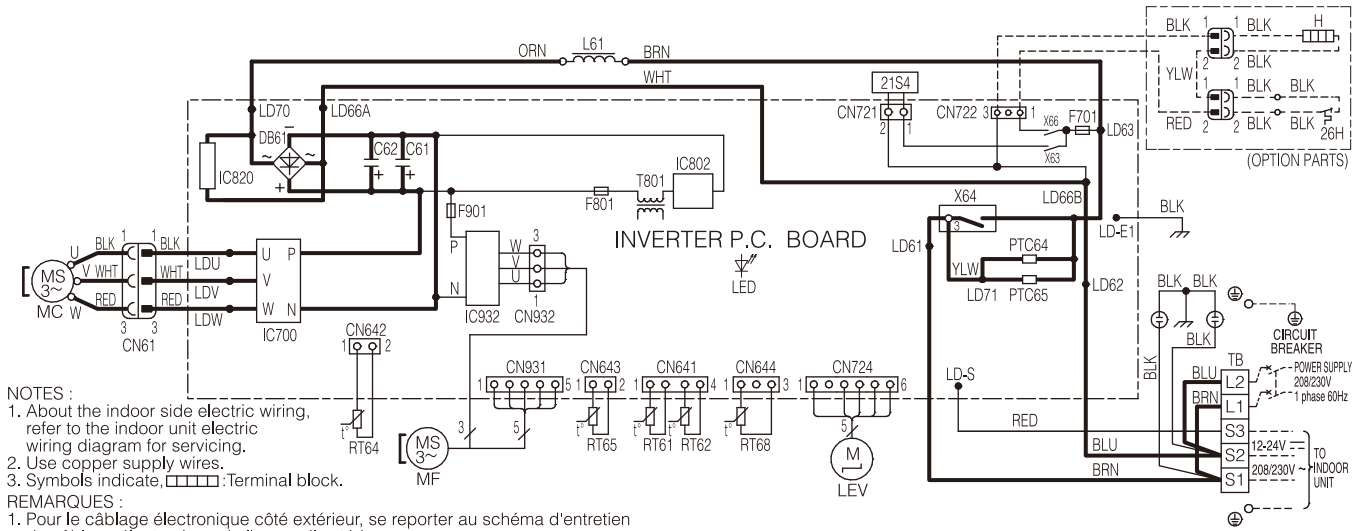 ORN
L61
BRN
WHT
LD70
LD66A
DB61
−
~
~
+
IC820
C62
C61
+
+
IC802
T801
F801
F901
21S4
CN721
2
1
CN722
3
1
X66
X63
F701
LD63
BLK
1
1
BLK
H
2
2
BLK
YLW
1
1
BLK
BLK
RED
2
2
BLK
BLK
26H
(OPTION PARTS)
INVERTER P.C. BOARD
LED
X64
3
LD66B
LD61
YLW
PTC64
PTC65
LD71
LD62
LD-E1
BLK
MS
3~
MC
U
V
W
BLK
WHT
RED
1
1
3
3
CN61
BLK
WHT
RED
LDU
LDV
LDW
U
V
W
P
N
IC700
P
N
W
V
U
IC932
3
1
CN932
CN642
1
2
t°
RT64
CN931
1
5
3
5
MS
3~
MF
CN643
1
2
t°
RT65
CN641
1
4
t°
t°
RT61
RT62
CN644
1
3
t°
RT68
CN724
1
6
5
M
LEV
LD-S
RED
BLU
BRN
BLK
BLK
BLK
BLK
CIRCUIT
BREAKER
TB
BLU
L2
BRN
L1
S3
S2
S1
POWER SUPPLY
208/230V
1 phase 60Hz
12-24V
208/230V ~
TO
INDOOR
UNIT
NOTES :
1. About the indoor side electric wiring,
refer to the indoor unit electric
wiring diagram for servicing.
2. Use copper supply wires.
3. Symbols indicate, :Terminal block.
REMARQUES :
1. Pour le câblage électronique côté extérieur, se reporter au schéma d'entretien